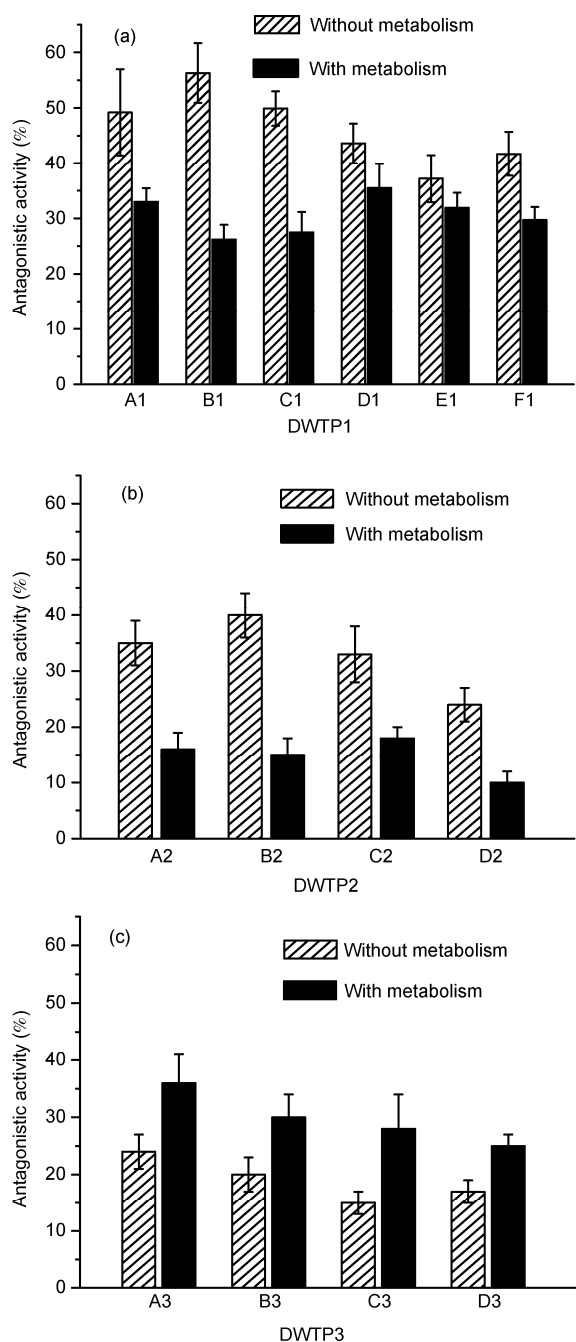 (a)
Without metabolism
With metabolism
60
50
40
30
20
10
0
Antagonistic activity (%)
A1 B1 C1 D1 E1 F1
DWTP1
(b)
Without metabolism
With metabolism
60
50
40
30
20
10
0
Antagonistic activity (%)
A2 B2 C2 D2
DWTP2
(c)
Without metabolism
With metabolism
60
50
40
30
20
10
0
Antagonistic activity (%)
A3 B3 C3 D3
DWTP3